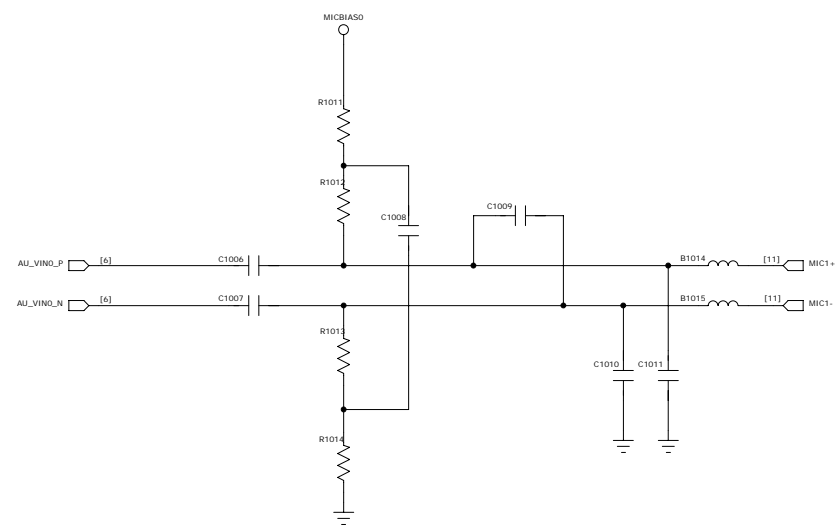 MICBIAS0
R1011
R1012
C1008
C1009
AU_VIN0_P [6] C1006 B1014 [11] MIC1+
AU_VIN0_N [6] C1007 B1015 [11] MIC1-
R1013
C1010 C1011
R1014